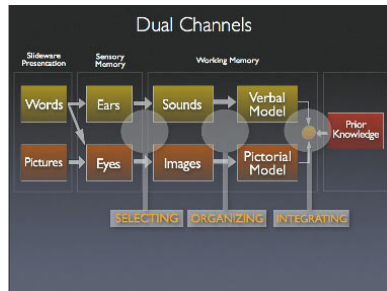 Dual Channels
Slideware
Presentation
Sensory
Memory
Working Memory
Words
Ears
Sounds
Verbal
Model
Prior
Knowledge
Pictures
Eyes
Images
Pictorial
Model
SELECTING
ORGANIZING
INTEGRATING